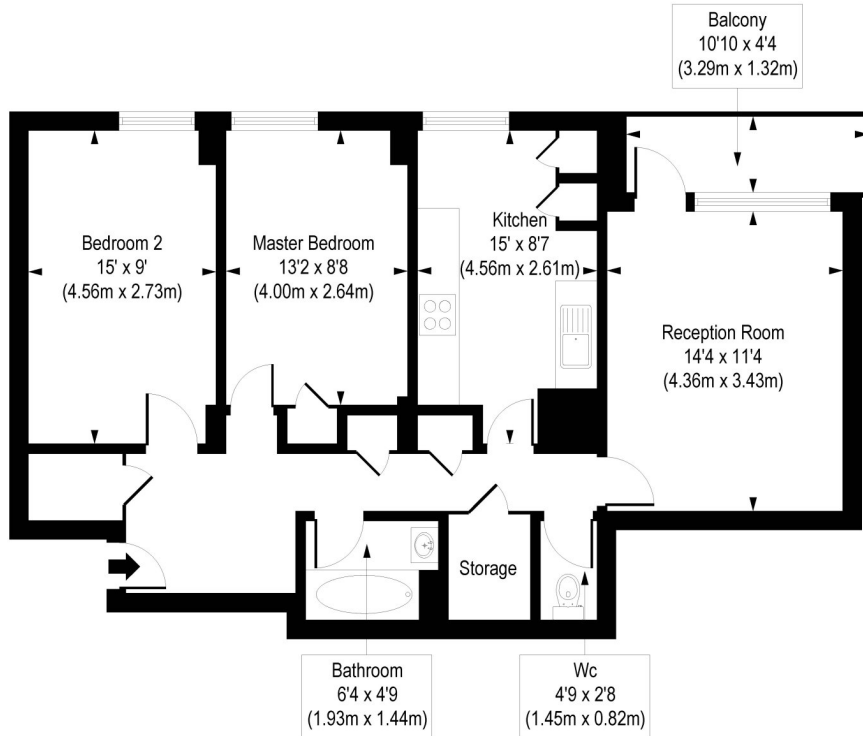 Balcony
10'10 x 4'4
(3.29m x 1.32m)
Bedroom 2
15' x 9'
(4.56m x 2.73m)
Master Bedroom
13'2 x 8'8
(4.00m x 2.64m)
Kitchen
15' x 8'7
(4.56m x 2.61m)
Reception Room
14'4 x 11'4
(4.36m x 3.43m)
Storage
Bathroom
6'4 x 4'9
(1.93m x 1.44m)
Wc
4'9 x 2'8
(1.45m x 0.82m)